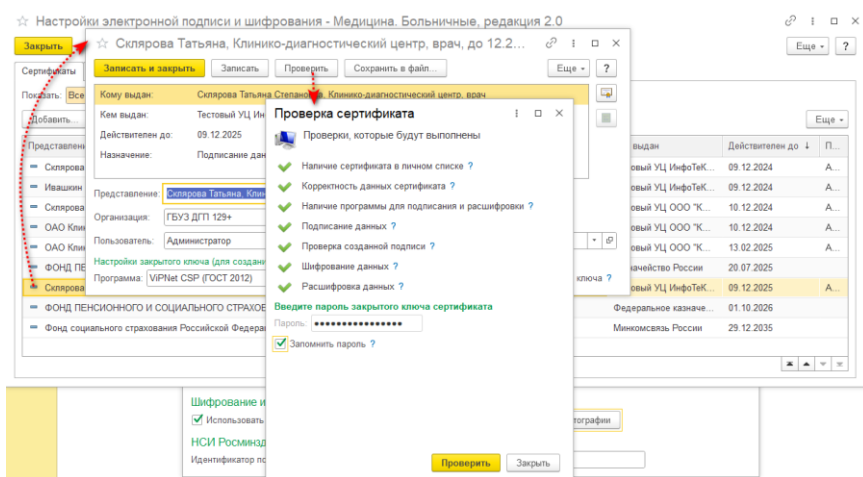 Настройки электронной подписи и шифрования - Медицина. Больничные, редакция 2.0
Закрыть
Еще
?
Сертификаты
Показать: Все
Добавить...
Еще
выдан
Действителен до ↓
П...
Склярова
овый УЦ ИнфоТеК...
09.12.2024
А...
Ивашкин
овый УЦ ИнфоТеК...
09.12.2024
А...
Склярова
овый УЦ ООО "К...
10.12.2024
А...
ОАО Клин
овый УЦ ООО "К...
10.12.2024
А...
ОАО Клин
овый УЦ ООО "К...
13.02.2025
А...
ФОНД ПЕ
начейство России
20.07.2025
Склярова
овый УЦ ИнфоТеК...
09.12.2025
А...
ФОНД ПЕНСИОННОГО И СОЦИАЛЬНОГО СТРАХОВ
Федеральное казначе...
01.10.2026
Фонд социального страхования Российской Федера
Минкомсвязь России
29.12.2035
Склярова Татьяна, Клинико-диагностический центр, врач, до 12.2...
Записать и закрыть
Записать
Проверить
Сохранить в файл...
Еще
?
Кому выдан:
Склярова Татьяна Степановна, Клинико-диагностический центр, врач
Кем выдан:
Тестовый УЦ Ин
Действителен до:
09.12.2025
Назначение:
Подписание дан
Представление:
Склярова Татьяна, Клин
Организация:
ГБУЗ ДГП 129+
Пользователь:
Администратор
Настройки закрытого ключа (для создани
Программа:
ViPNet CSP (ГОСТ 2012)
ключа ?
Проверка сертификата
Проверки, которые будут выполнены
Наличие сертификата в личном списке ?
Корректность данных сертификата ?
Наличие программы для подписания и расшифровки ?
Подписание данных ?
Проверка созданной подписи ?
Шифрование данных ?
Расшифровка данных ?
Введите пароль закрытого ключа сертификата
Пароль:
Запомнить пароль ?
Проверить
Закрыть
Шифрование и
Использовать
тографии
НСИ Росминзд
Идентификатор по